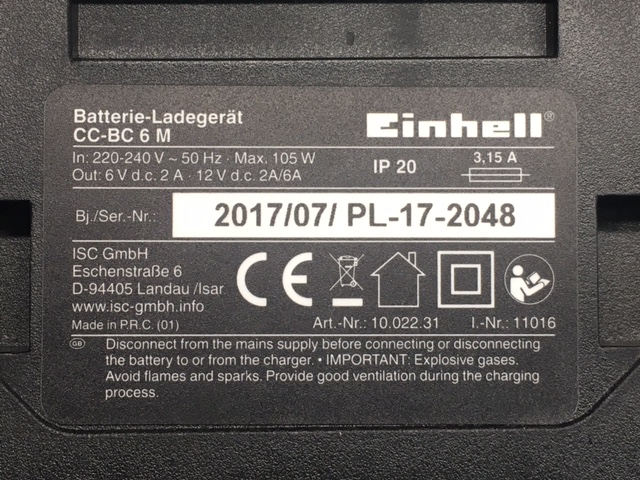 Batterie-Ladegerät
CC-BC 6 M
Einhell®
In: 220-240 V ~ 50 Hz · Max. 105 W
Out: 6 V d.c. 2 A · 12 V d.c. 2A/6A
IP 20
3,15 A
Bj./Ser.-Nr.: 2017/07/ PL-17-2048
ISC GmbH
Eschenstraße 6
D-94405 Landau /Isar
www.isc-gmbh.info
Made in P.R.C. (01)
CE
Art.-Nr.: 10.022.31 I.-Nr.: 11016
GB Disconnect from the mains supply before connecting or disconnecting
the battery to or from the charger. • IMPORTANT: Explosive gases.
Avoid flames and sparks. Provide good ventilation during the charging
process.